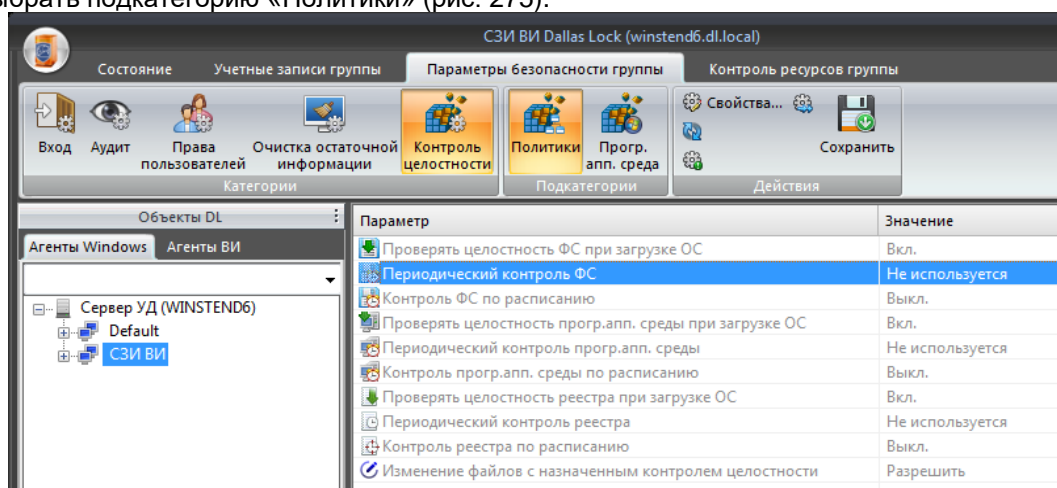 выбрать подкатегорию «Политики» (рис. 275).
СЗИ ВИ Dallas Lock (winstend6.dl.local)
Состояние Учетные записи группы Параметры безопасности группы Контроль ресурсов группы
Вход Аудит Права пользователей Очистка остаточной информации Контроль целостности Политики Прогр. апп. среда Свойства... Сохранить
Категории Подкатегории Действия
Объекты DL
Агенты Windows Агенты ВИ
Сервер УД (WINSTEND6)
Default
СЗИ ВИ
Параметр Значение
Проверять целостность ФС при загрузке ОС Вкл.
Периодический контроль ФС Не используется
Контроль ФС по расписанию Выкл.
Проверять целостность прогр.апп. среды при загрузке ОС Вкл.
Периодический контроль прогр.апп. среды Не используется
Контроль прогр.апп. среды по расписанию Выкл.
Проверять целостность реестра при загрузке ОС Вкл.
Периодический контроль реестра Не используется
Контроль реестра по расписанию Выкл.
Изменение файлов с назначенным контролем целостности Разрешить